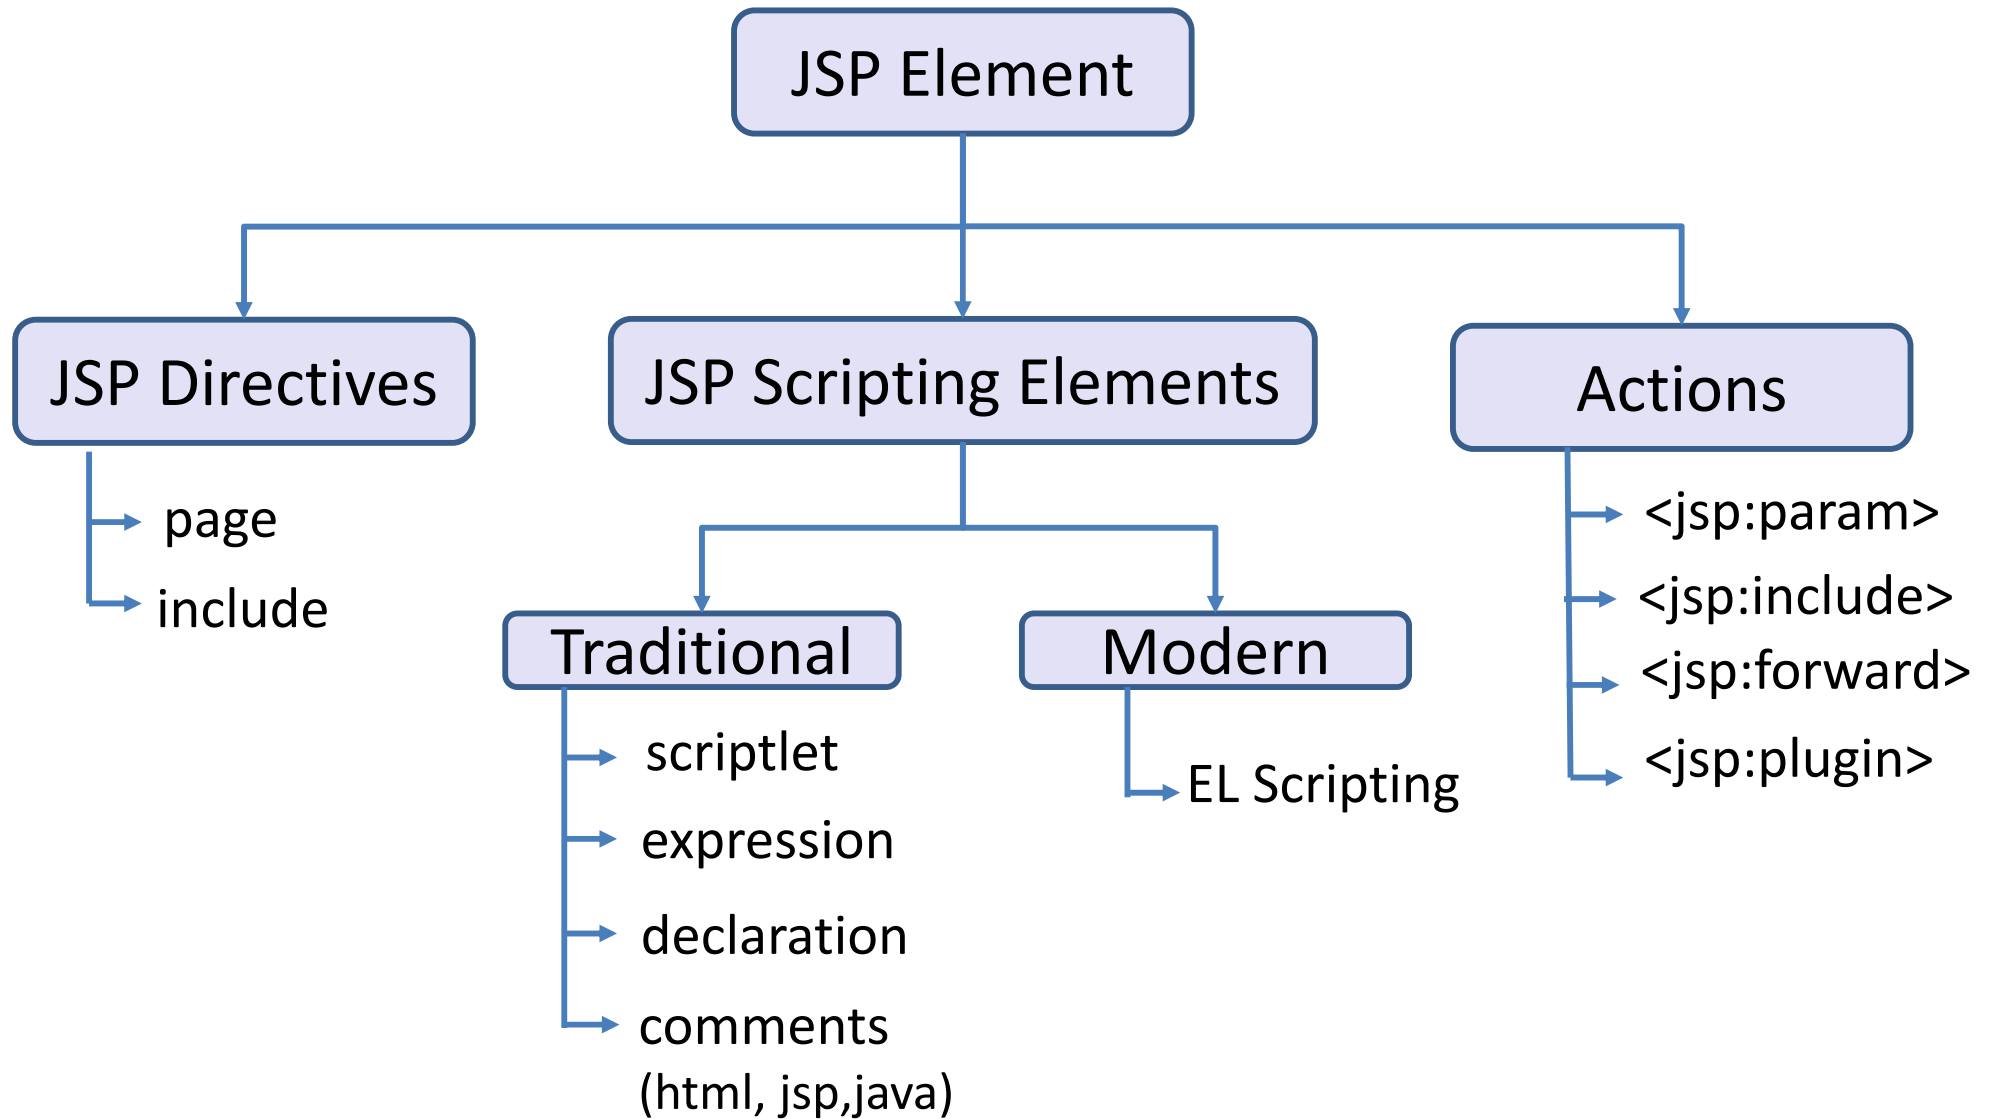 JSP Element
JSP Directives
page
include
JSP Scripting Elements
Traditional
scriptlet
expression
declaration
comments
(html, jsp,java)
Modern
EL Scripting
Actions
<jsp:param>
<jsp:include>
<jsp:forward>
<jsp:plugin>